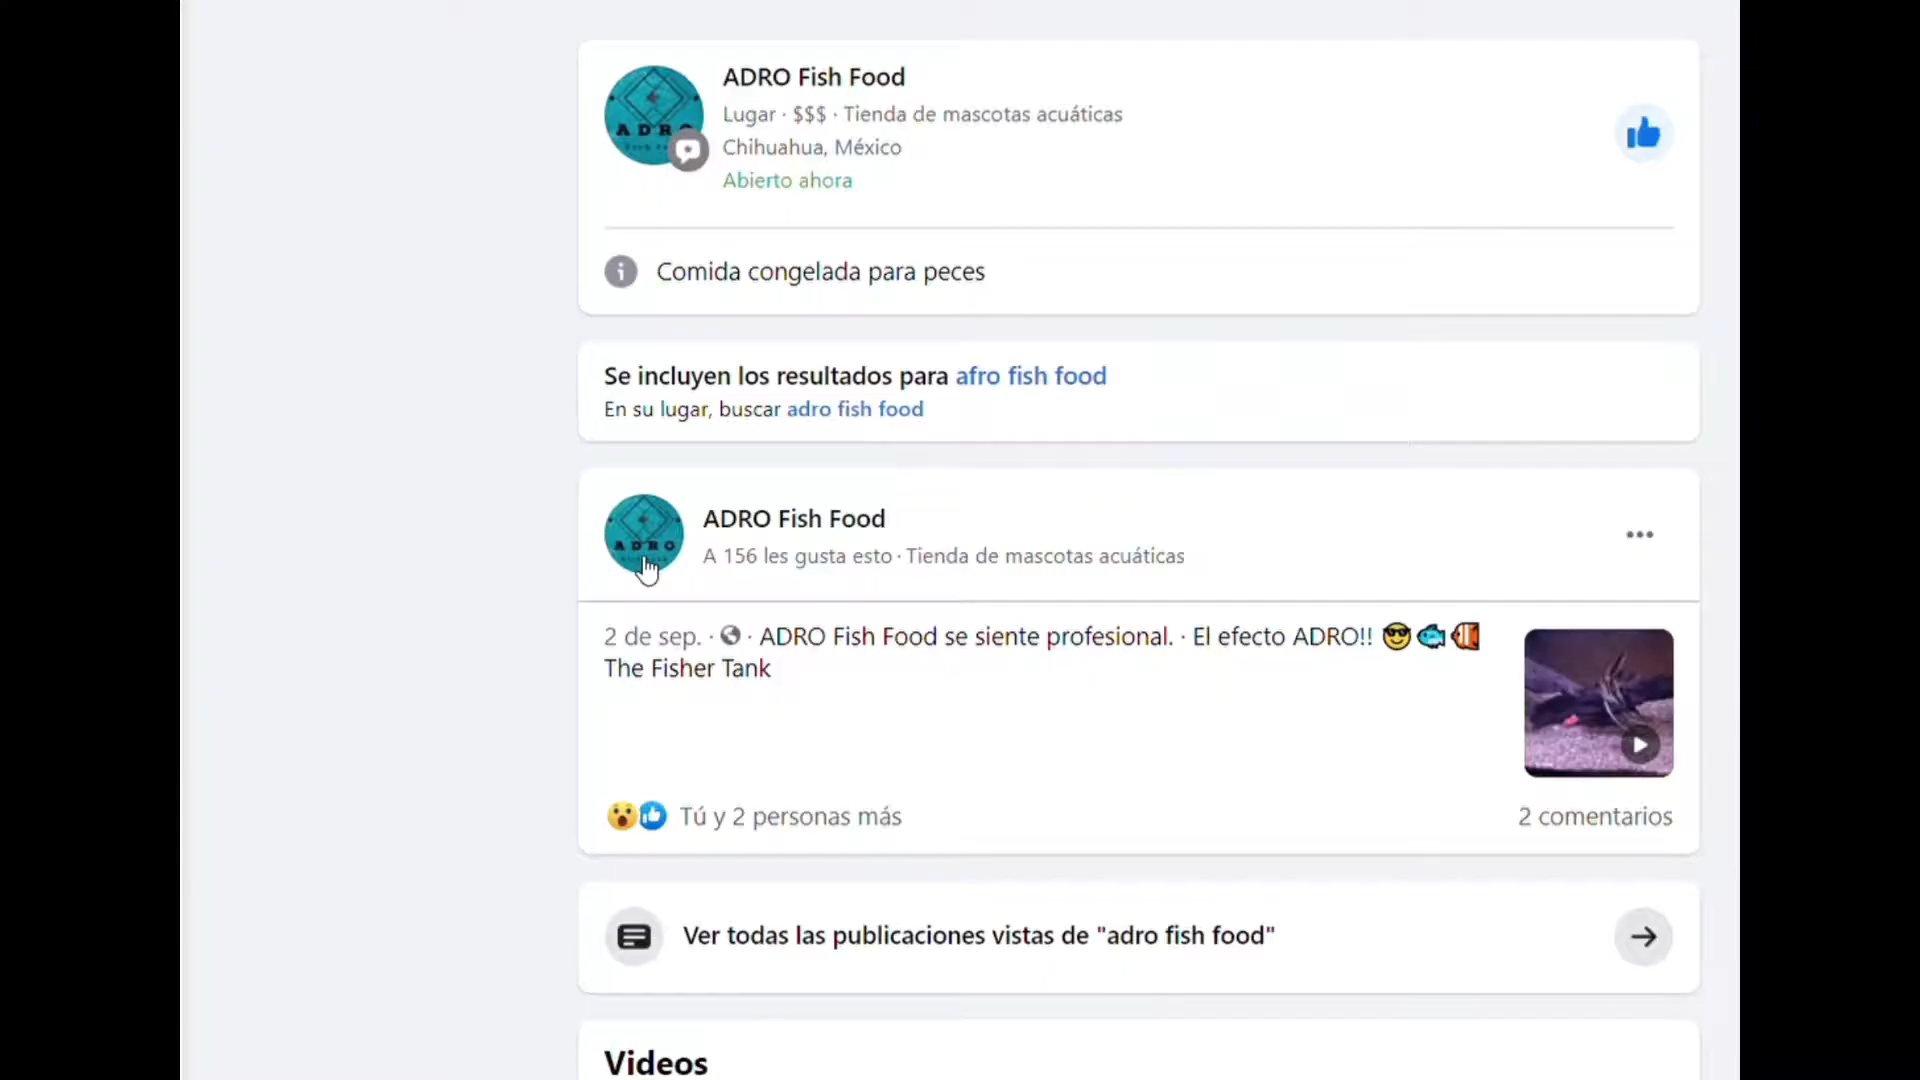 ADRO Fish Food
Lugar · $$$ · Tienda de mascotas acuáticas
ADRO
Chihuahua, México
Abierto ahora
Comida congelada para peces
Se incluyen los resultados para afro fish food
En su lugar, buscar adro fish food
ADRO Fish Food
ADRO
A 156 les gusta esto · Tienda de mascotas acuáticas
2 de sep. · ADRO Fish Food se siente profesional. · El efecto ADRO!! 😎🐟🐠
The Fisher Tank
Tú y 2 personas más
2 comentarios
Ver todas las publicaciones vistas de "adro fish food"
Videos